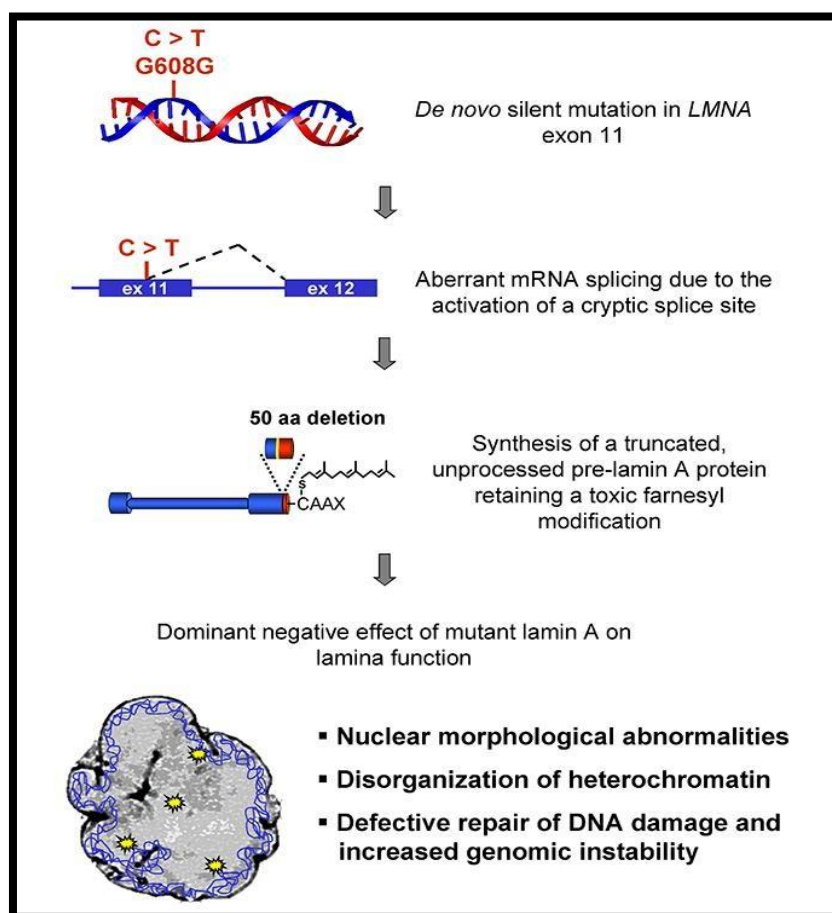 C > T
G608G
De novo silent mutation in LMNA
exon 11
C > T
ex 11
ex 12
Aberrant mRNA splicing due to the
activation of a cryptic splice site
50 aa deletion
S
CAAX
Synthesis of a truncated,
unprocessed pre-lamin A protein
retaining a toxic farnesyl
modification
Dominant negative effect of mutant lamin A on
lamina function
▪ Nuclear morphological abnormalities
▪ Disorganization of heterochromatin
▪ Defective repair of DNA damage and
increased genomic instability